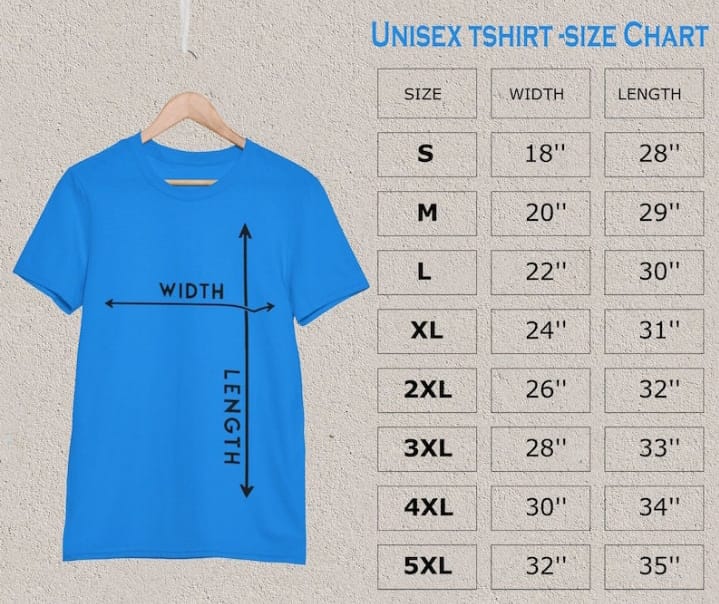 UNISEX TSHIRT -SIZE CHART
SIZE WIDTH LENGTH
S 18'' 28''
M 20'' 29''
L 22'' 30''
XL 24'' 31''
2XL 26'' 32''
3XL 28'' 33''
4XL 30'' 34''
5XL 32'' 35''
WIDTH
LENGTH